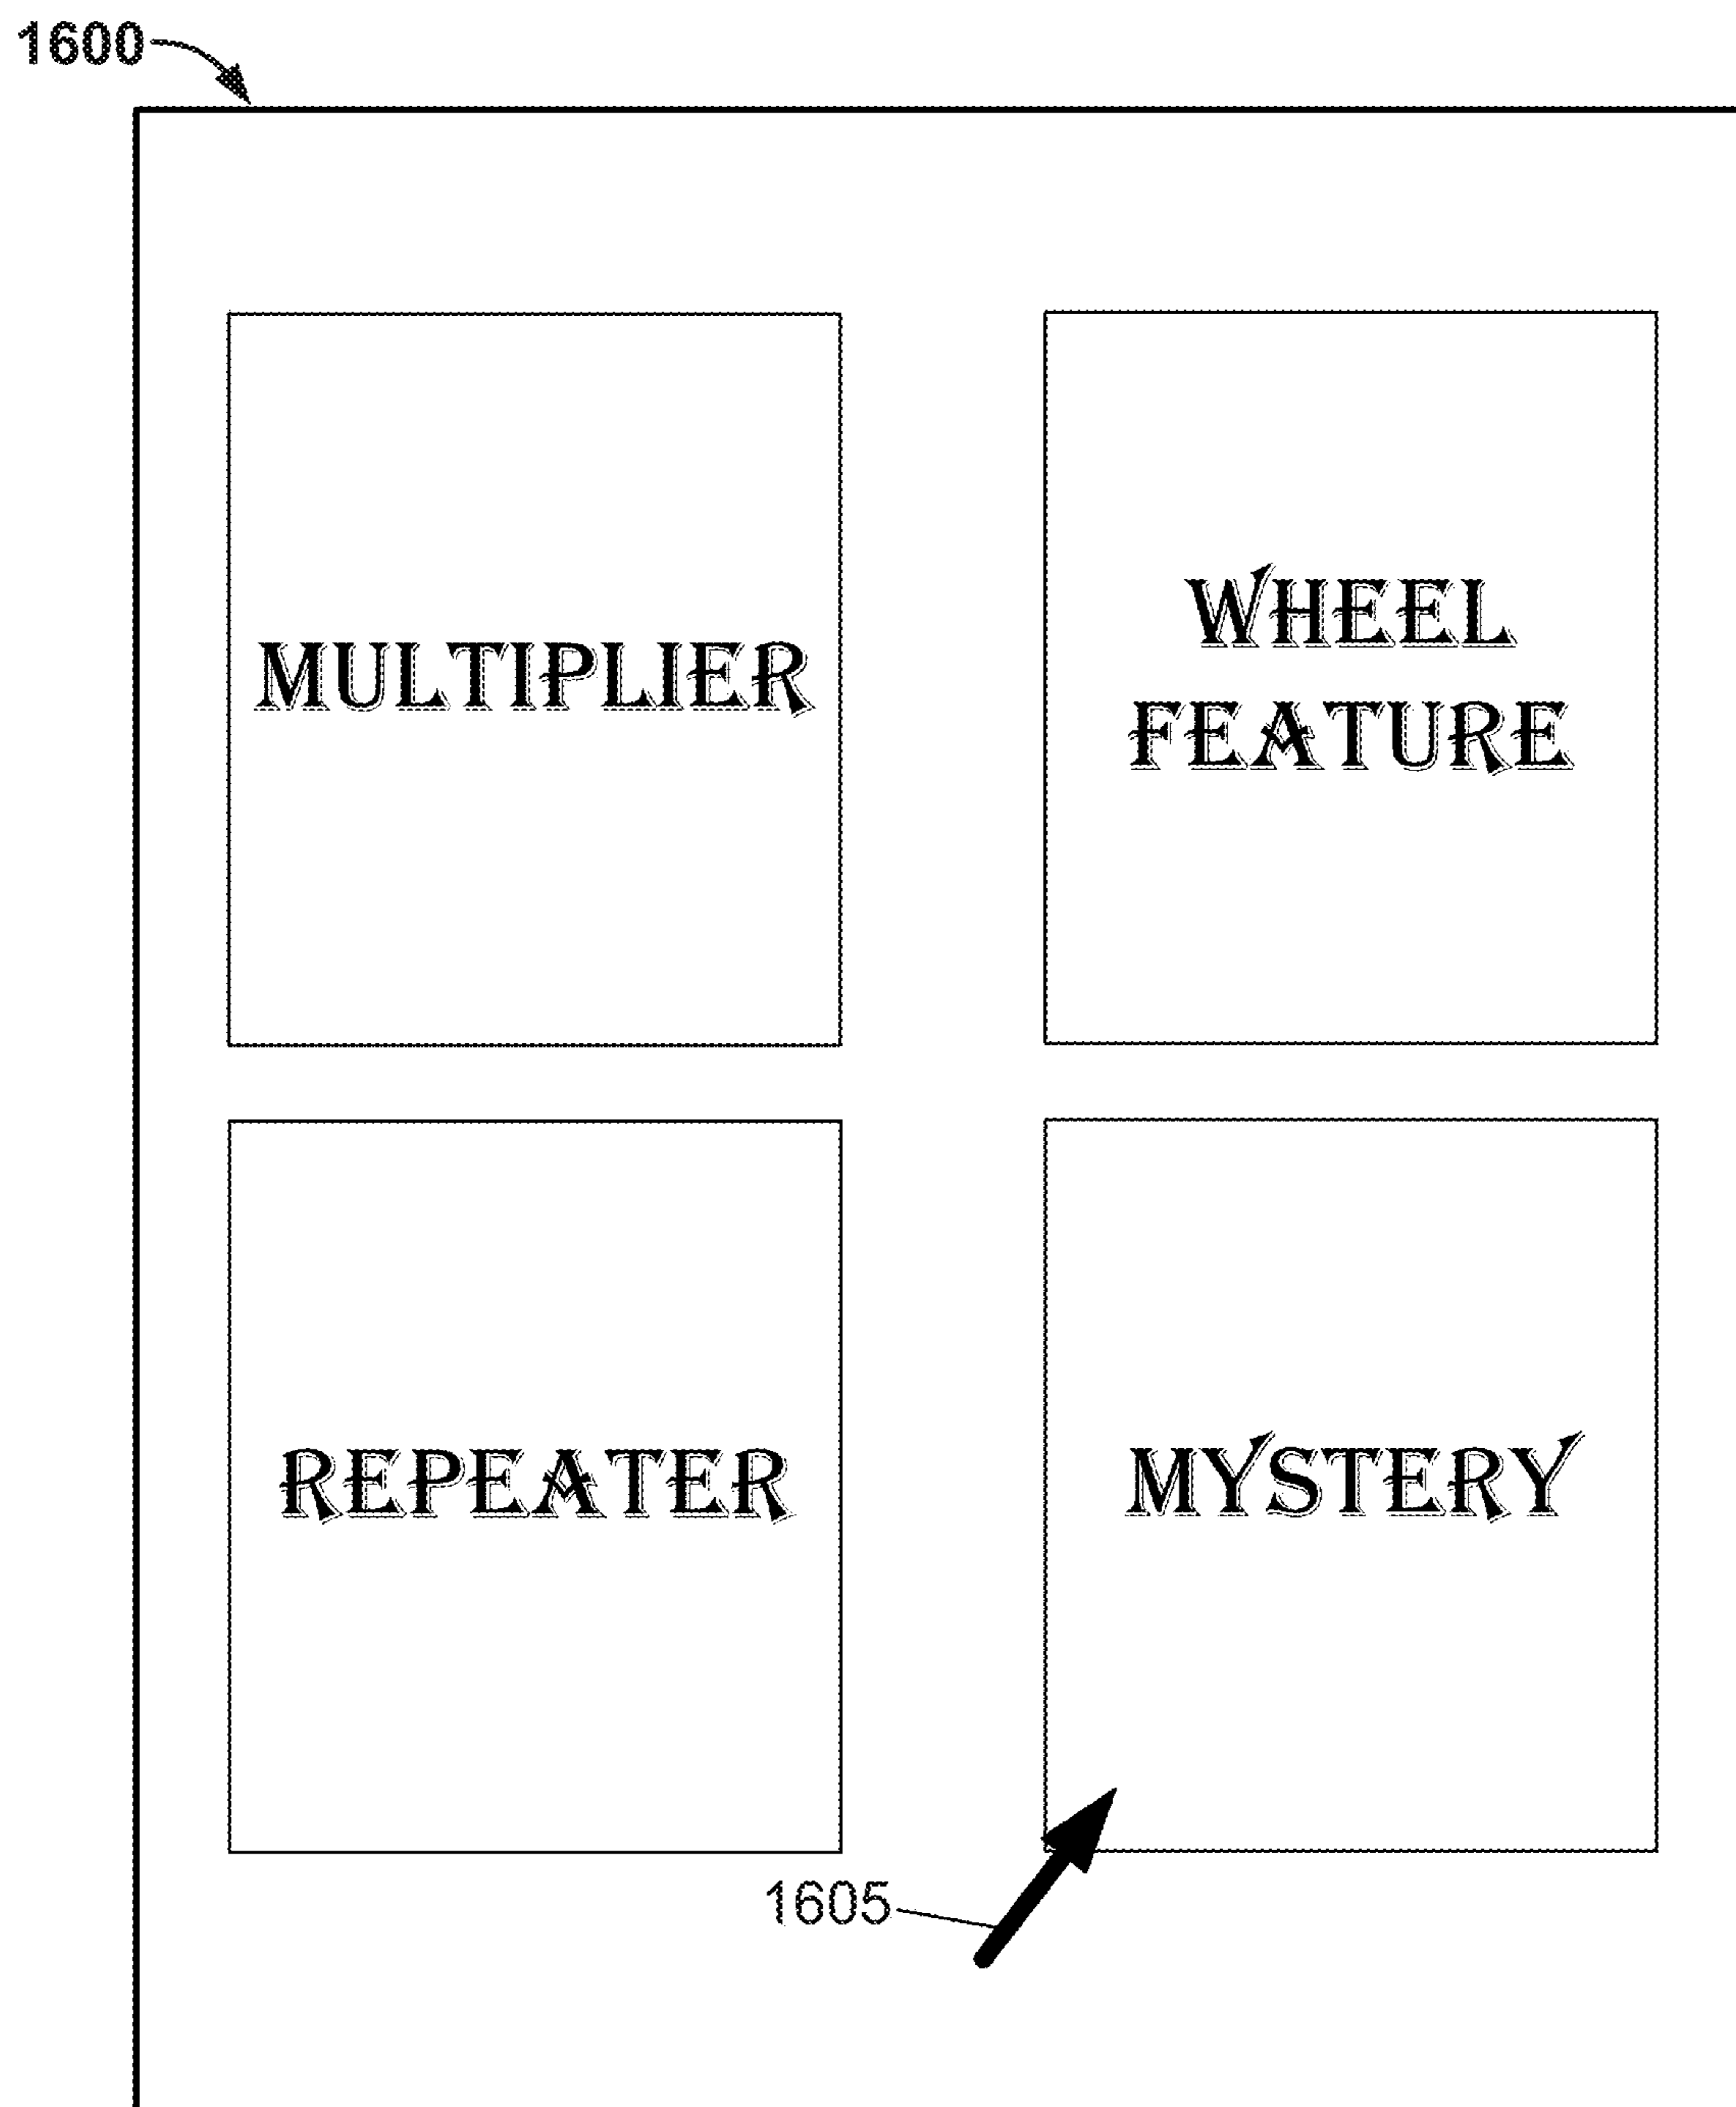 1600
MULTIPLIER
WHEEL
FEATURE
REPEATER
MYSTERY
1605